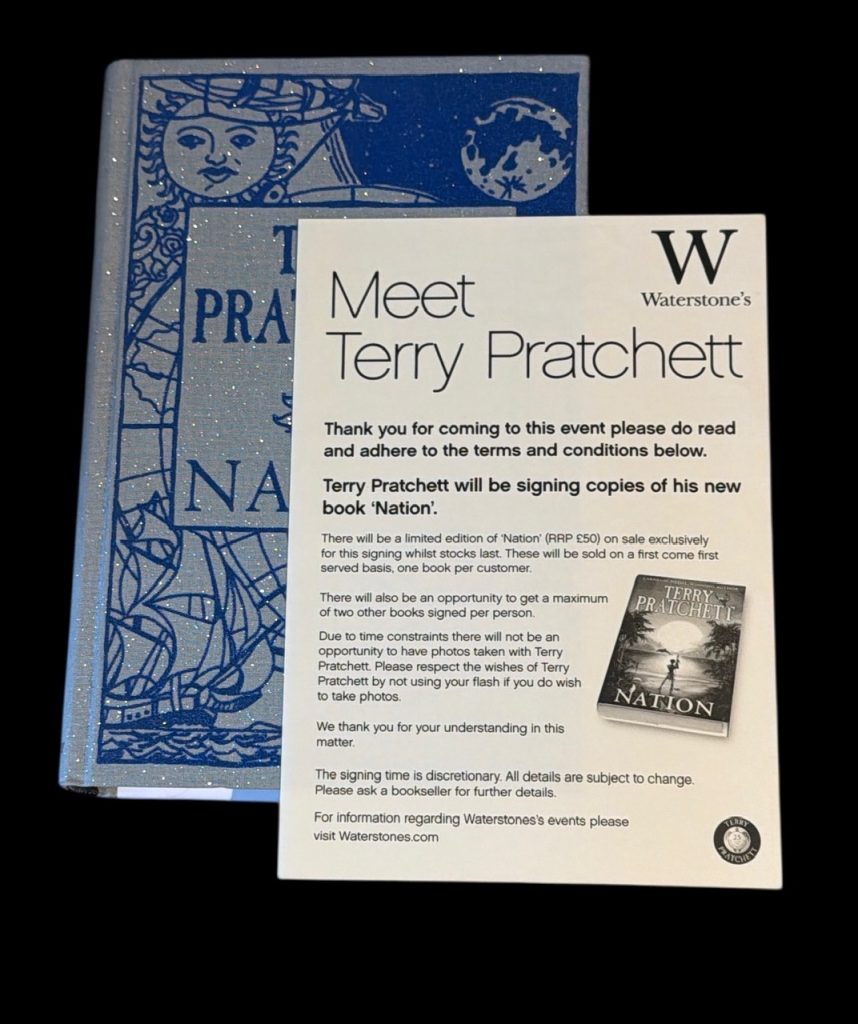 T
PRAT
NA
W
Waterstone's
Meet
Terry Pratchett
Thank you for coming to this event please do read
and adhere to the terms and conditions below.
Terry Pratchett will be signing copies of his new
book ‘Nation’.
There will be a limited edition of ‘Nation’ (RRP £50) on sale exclusively
for this signing whilst stocks last. These will be sold on a first come first
served basis, one book per customer.
There will also be an opportunity to get a maximum
of two other books signed per person.
Due to time constraints there will not be an
opportunity to have photos taken with Terry
Pratchett. Please respect the wishes of Terry
Pratchett by not using your flash if you do wish
to take photos.
TERRY
PRATCHETT
NATION
We thank you for your understanding in this
matter.
The signing time is discretionary. All details are subject to change.
Please ask a bookseller for further details.
For information regarding Waterstones's events please
visit Waterstones.com
TERRY
25
PRATCHETT